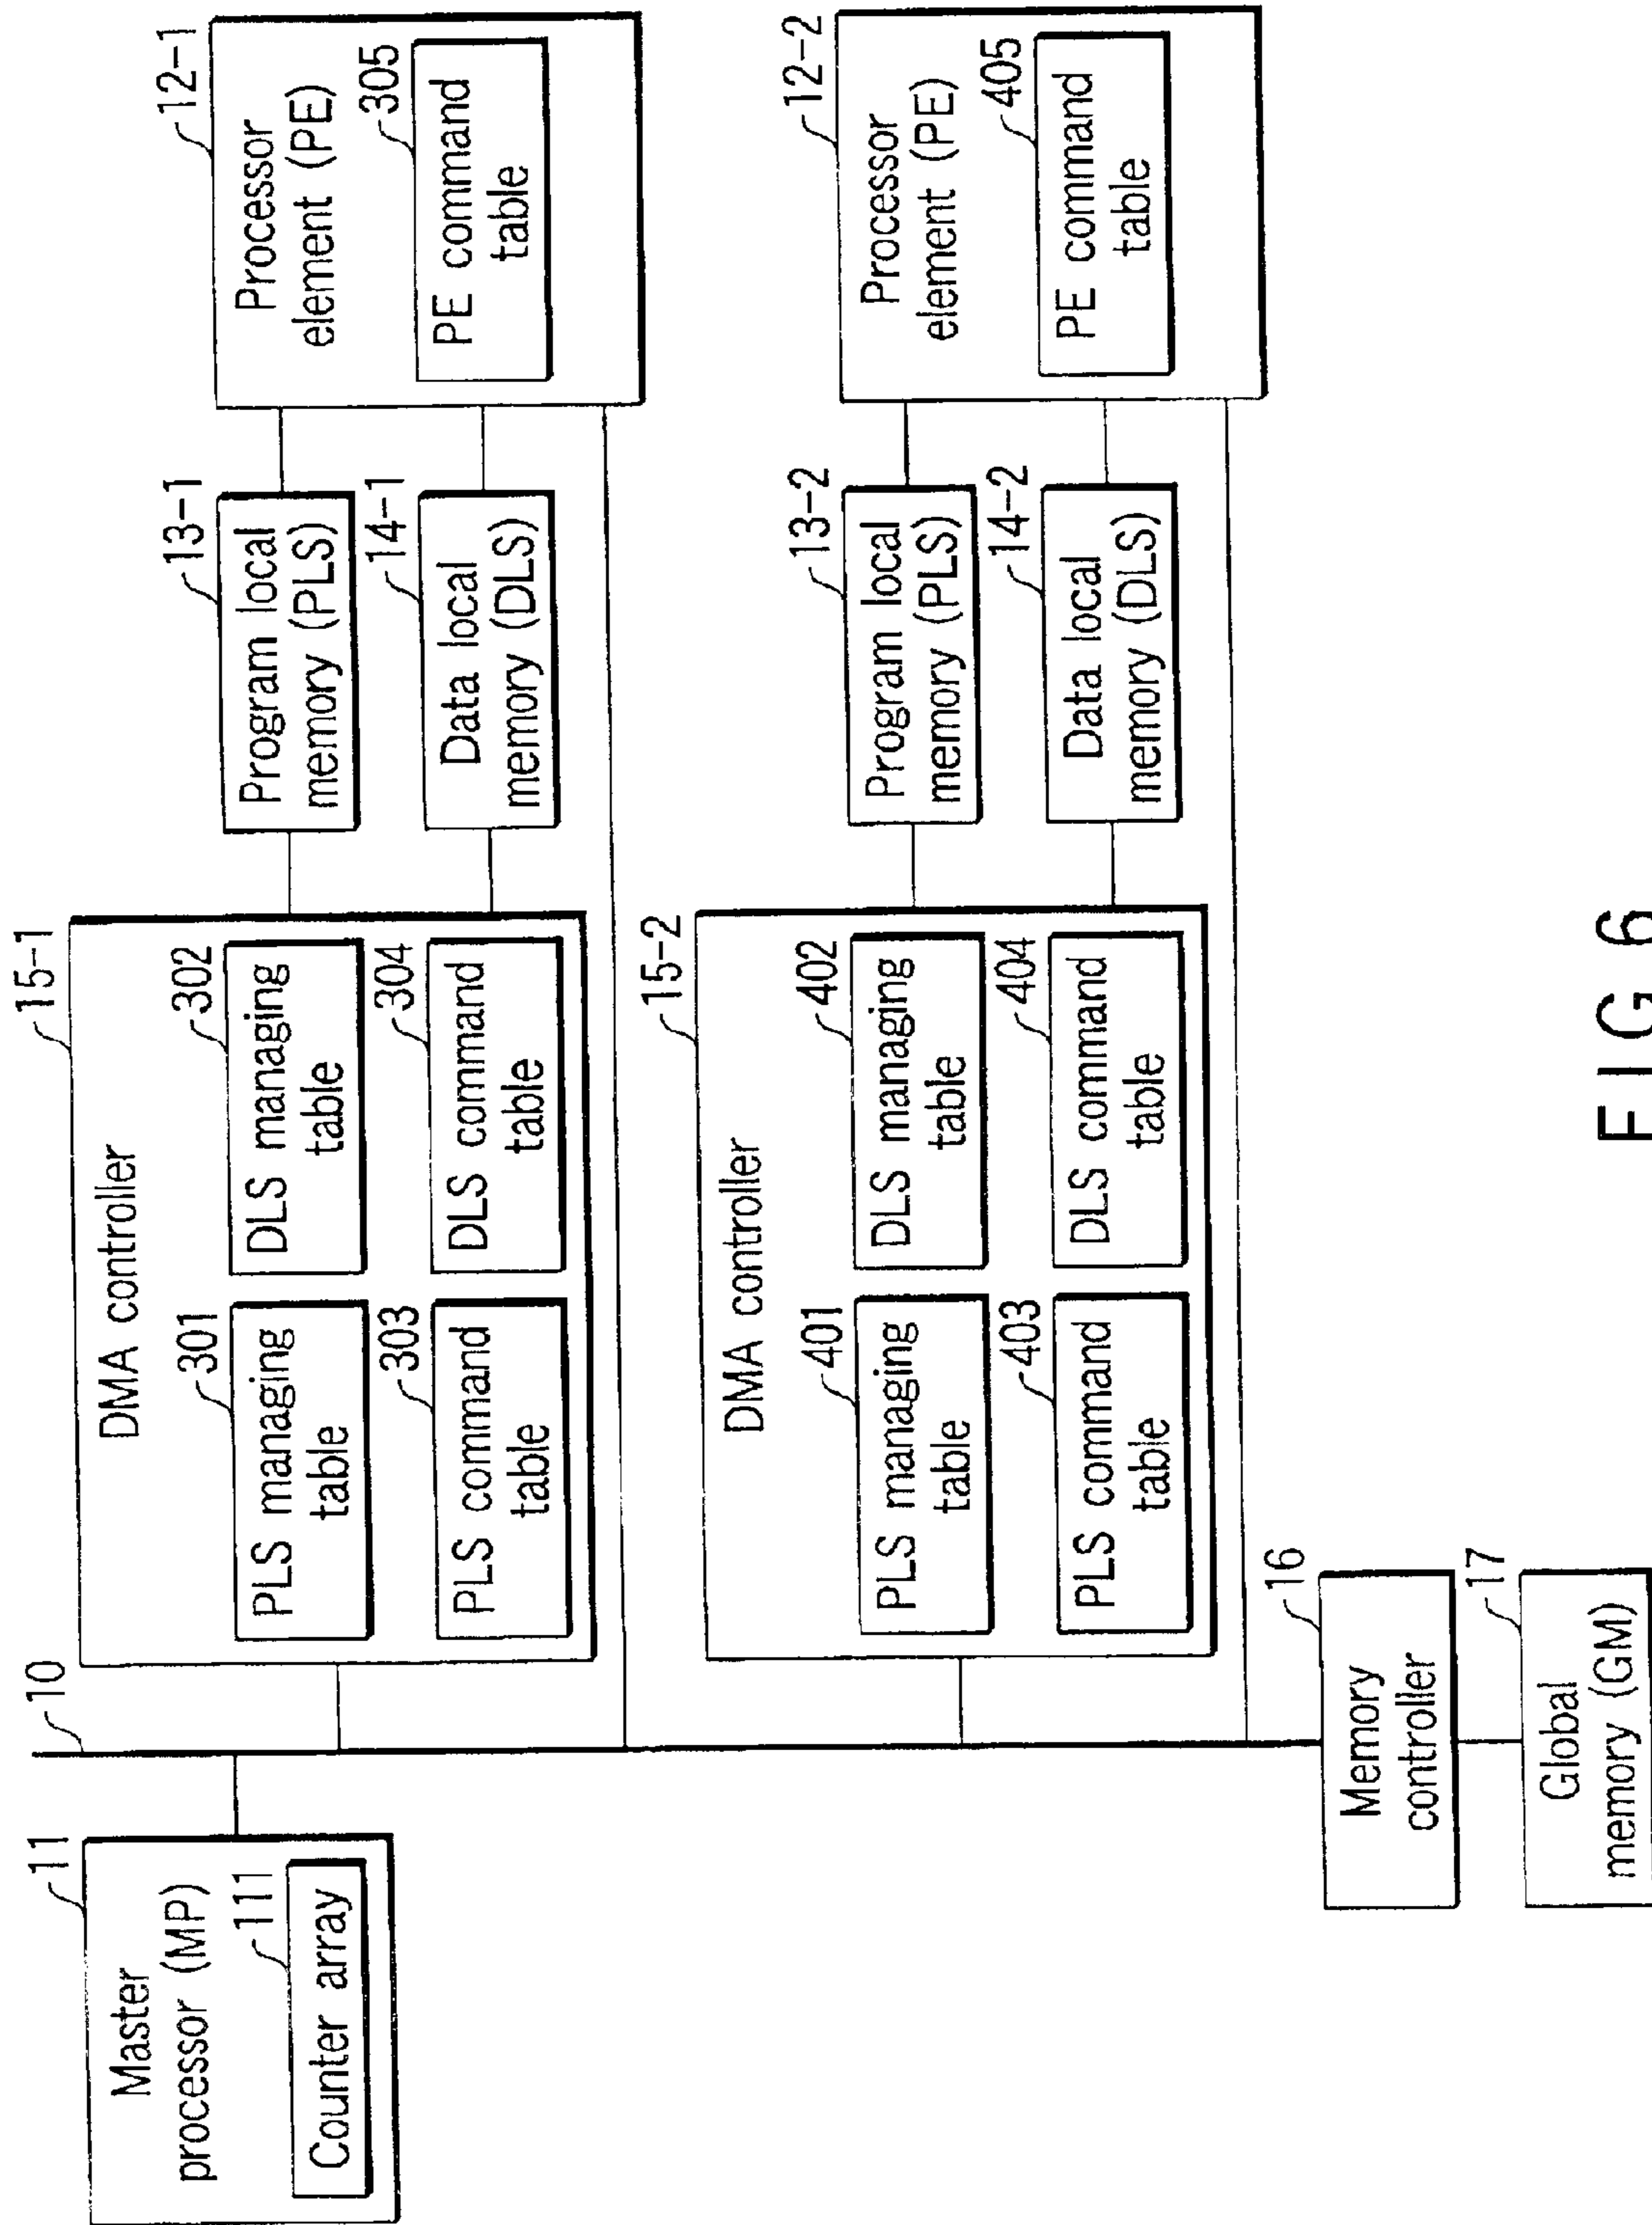 10
11
Master
processor (MP)
111
Counter array
15-1
DMA controller
301
PLS managing
table
302
DLS managing
table
303
PLS command
table
304
DLS command
table
13-1
Program local
memory (PLS)
14-1
Data local
memory (DLS)
12-1
Processor
element (PE)
305
PE command
table
15-2
DMA controller
401
PLS managing
table
402
DLS managing
table
403
PLS command
table
404
DLS command
table
13-2
Program local
memory (PLS)
14-2
Data local
memory (DLS)
12-2
Processor
element (PE)
405
PE command
table
16
Memory
controller
17
Global
memory (GM)
FIG 6